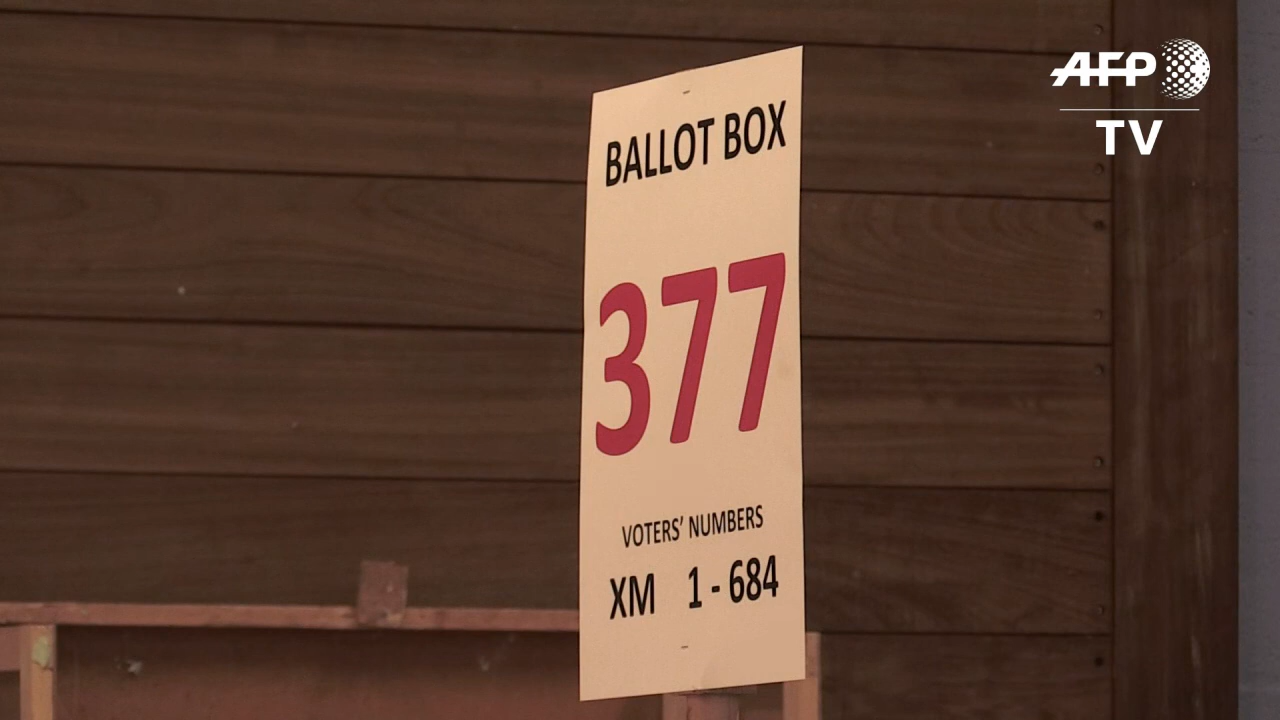 BALLOT BOX
377
VOTERS' NUMBERS
XM 1 - 684
AFP
TV